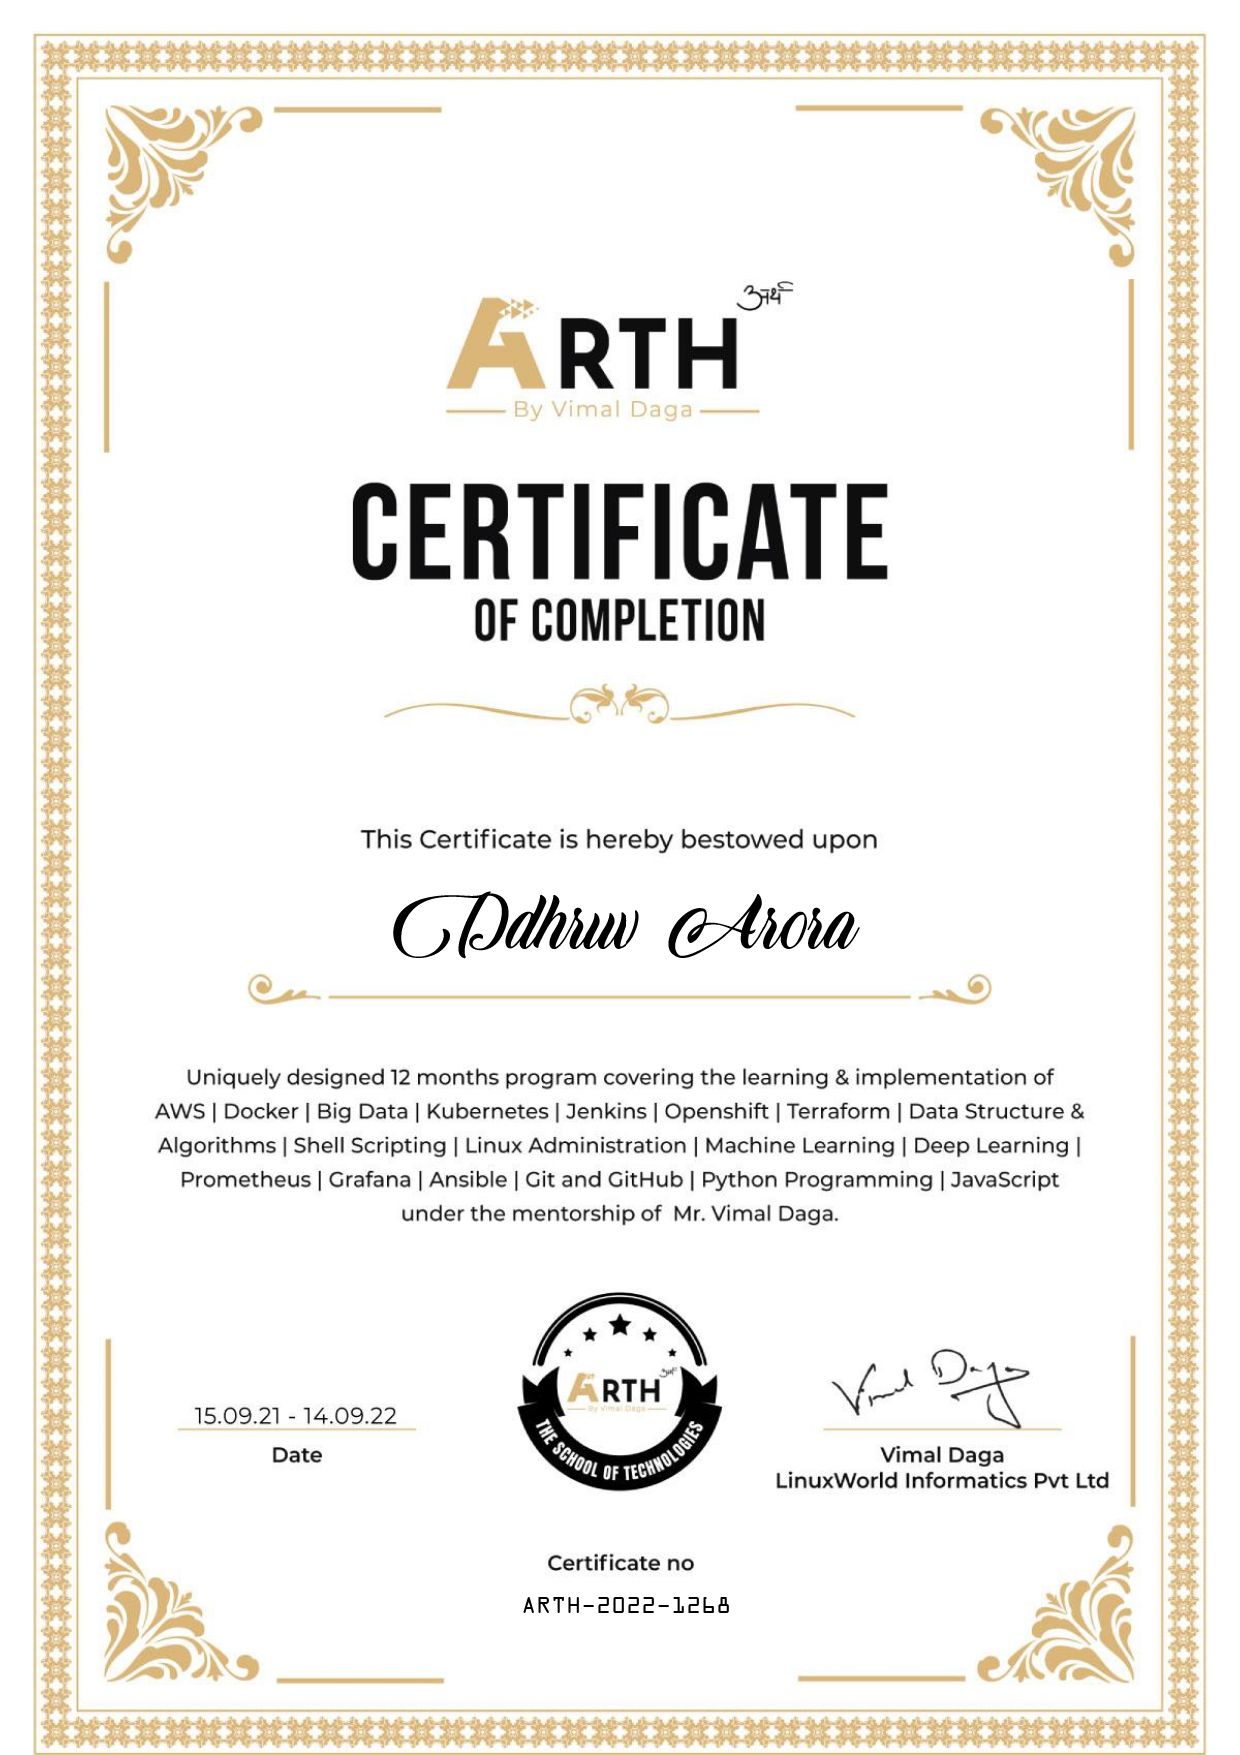 अर्थ
ARTH
By Vimal Daga
CERTIFICATE
OF COMPLETION
This Certificate is hereby bestowed upon
Ddhruv Arora
Uniquely designed 12 months program covering the learning & implementation of
AWS | Docker | Big Data | Kubernetes | Jenkins | Openshift | Terraform | Data Structure &
Algorithms | Shell Scripting | Linux Administration | Machine Learning | Deep Learning |
Prometheus | Grafana | Ansible | Git and GitHub | Python Programming | JavaScript
under the mentorship of Mr. Vimal Daga.
अर्थ
ARTH
By Vimal Daga
THE SCHOOL OF TECHNOLOGIES
15.09.21 - 14.09.22
Date
Vimal Daga
Vimal Daga
LinuxWorld Informatics Pvt Ltd
Certificate no
ARTH-2022-1268